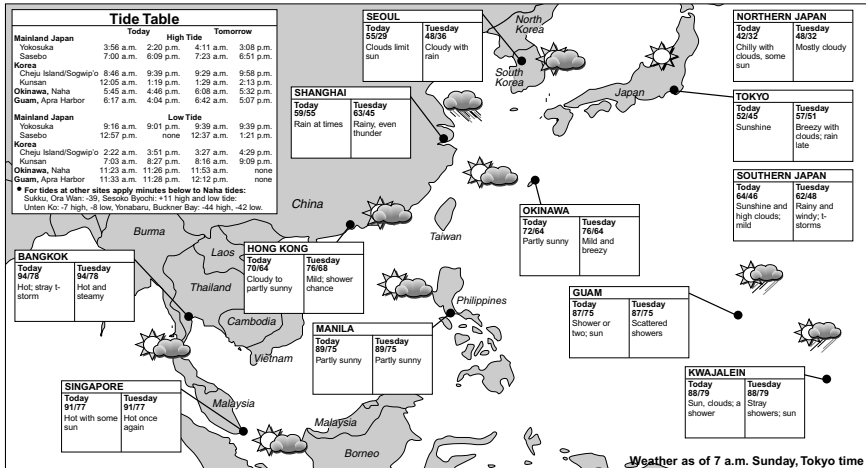 Tide Table
Today Tomorrow
Mainland Japan High Tide
Yokosuka 3:56 a.m. 2:20 p.m. 4:11 a.m. 3:08 p.m.
Sasebo 7:00 a.m. 6:09 p.m. 7:23 a.m. 6:51 p.m.
Korea
Cheju Island/Sogwip'o 8:46 a.m. 9:39 p.m. 9:29 a.m. 9:58 p.m.
Kunsan 12:05 a.m. 1:19 p.m. 1:29 a.m. 2:13 p.m.
Okinawa, Naha 5:45 a.m. 4:46 p.m. 6:08 a.m. 5:32 p.m.
Guam, Apra Harbor 6:17 a.m. 4:04 p.m. 6:42 a.m. 5:07 p.m.
Mainland Japan Low Tide
Yokosuka 9:16 a.m. 9:01 p.m. 9:39 a.m. 9:39 p.m.
Sasebo 12:57 p.m. none 12:37 a.m. 1:21 p.m.
Korea
Cheju Island/Sogwip'o 2:22 a.m. 3:51 p.m. 3:27 a.m. 4:29 p.m.
Kunsan 7:03 a.m. 8:27 p.m. 8:16 a.m. 9:09 p.m.
Okinawa, Naha 11:23 a.m. 11:26 p.m. 11:53 a.m. none
Guam, Apra Harbor 11:33 a.m. 11:28 p.m. 12:12 p.m. none
• For tides at other sites apply minutes below to Naha tides:
Sukku, Ora Wan: -39, Sesoko Byochi: +11 high and low tide:
Unten Ko: -7 high, -8 low, Yonabaru, Buckner Bay: -44 high, -42 low.
SEOUL
Today Tuesday
55/29 48/36
Clouds limit Cloudy with
sun rain
North
Korea
South
Korea
Japan
NORTHERN JAPAN
Today Tuesday
42/32 48/32
Chilly with Mostly cloudy
clouds, some
sun
SHANGHAI
Today Tuesday
59/55 63/45
Rain at times Rainy, even
thunder
TOKYO
Today Tuesday
52/45 57/51
Sunshine Breezy with
clouds; rain
late
SOUTHERN JAPAN
Today Tuesday
64/46 62/48
Sunshine and Rainy and
high clouds; windy; t-
mild storms
China
Taiwan
OKINAWA
Today Tuesday
72/64 76/64
Partly sunny Mild and
breezy
Burma
Laos
Thailand
Cambodia
Vietnam
HONG KONG
Today Tuesday
70/64 76/68
Cloudy to Mild; shower
partly sunny chance
BANGKOK
Today Tuesday
94/78 94/78
Hot; stray t- Hot and
storm steamy
Philippines
GUAM
Today Tuesday
87/75 87/75
Shower or Scattered
two; sun showers
MANILA
Today Tuesday
89/75 89/75
Partly sunny Partly sunny
KWAJALEIN
Today Tuesday
88/79 88/79
Sun, clouds; a Stray
shower showers; sun
SINGAPORE
Today Tuesday
91/77 91/77
Hot with some Hot once
sun again
Malaysia
Malaysia
Borneo
Weather as of 7 a.m. Sunday, Tokyo time